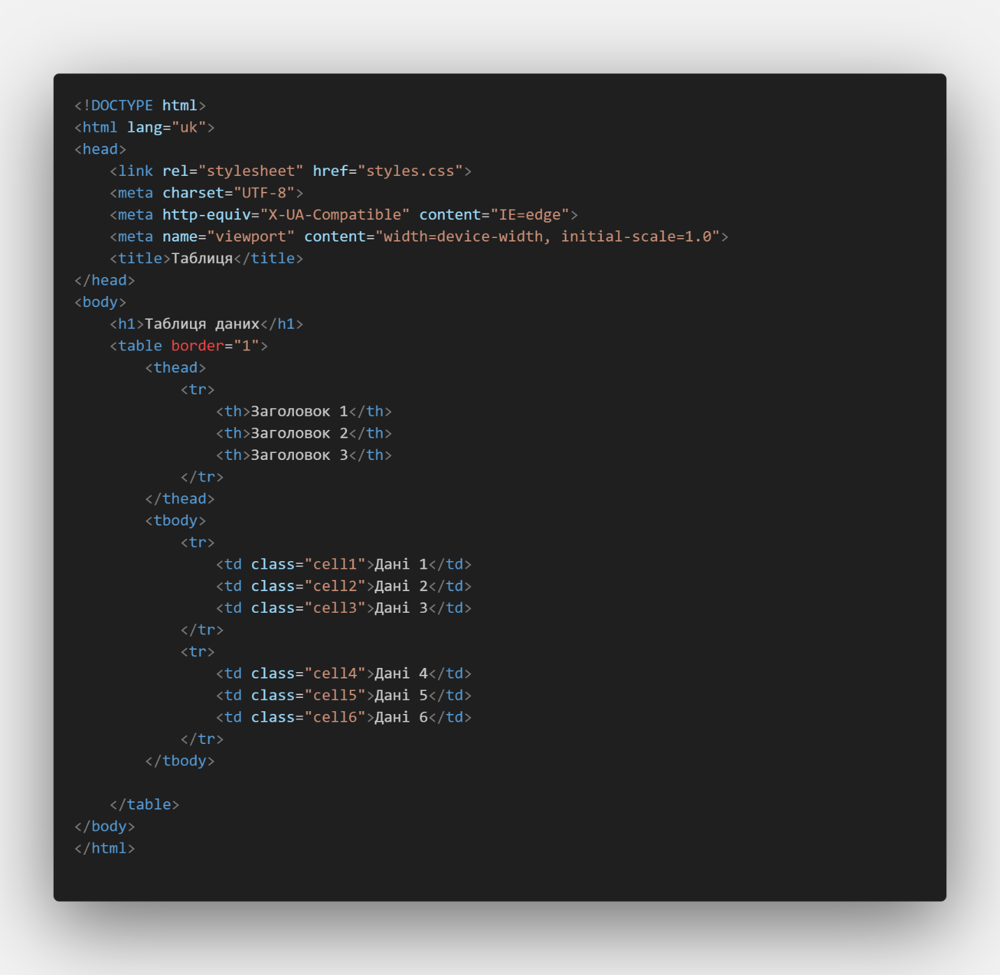 <!DOCTYPE html>
<html lang="uk">
<head>
    <link rel="stylesheet" href="styles.css">
    <meta charset="UTF-8">
    <meta http-equiv="X-UA-Compatible" content="IE=edge">
    <meta name="viewport" content="width=device-width, initial-scale=1.0">
    <title>Таблиця</title>
</head>
<body>
    <h1>Таблиця даних</h1>
    <table border="1">
        <thead>
            <tr>
                <th>Заголовок 1</th>
                <th>Заголовок 2</th>
                <th>Заголовок 3</th>
            </tr>
        </thead>
        <tbody>
            <tr>
                <td class="cell1">Дані 1</td>
                <td class="cell2">Дані 2</td>
                <td class="cell3">Дані 3</td>
            </tr>
            <tr>
                <td class="cell4">Дані 4</td>
                <td class="cell5">Дані 5</td>
                <td class="cell6">Дані 6</td>
            </tr>
        </tbody>

    </table>
</body>
</html>